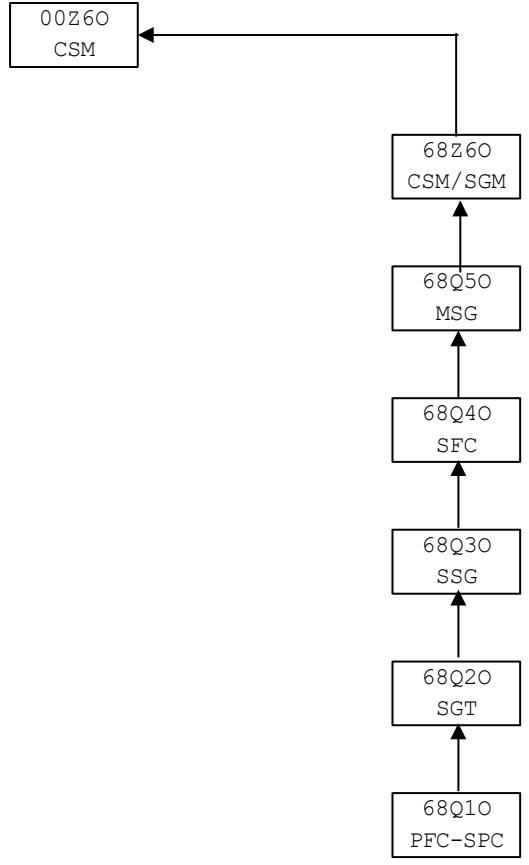 00Z6O
CSM
68Z6O
CSM/SGM
68Q5O
MSG
68Q4O
SFC
68Q3O
SSG
68Q2O
SGT
68Q1O
PFC-SPC